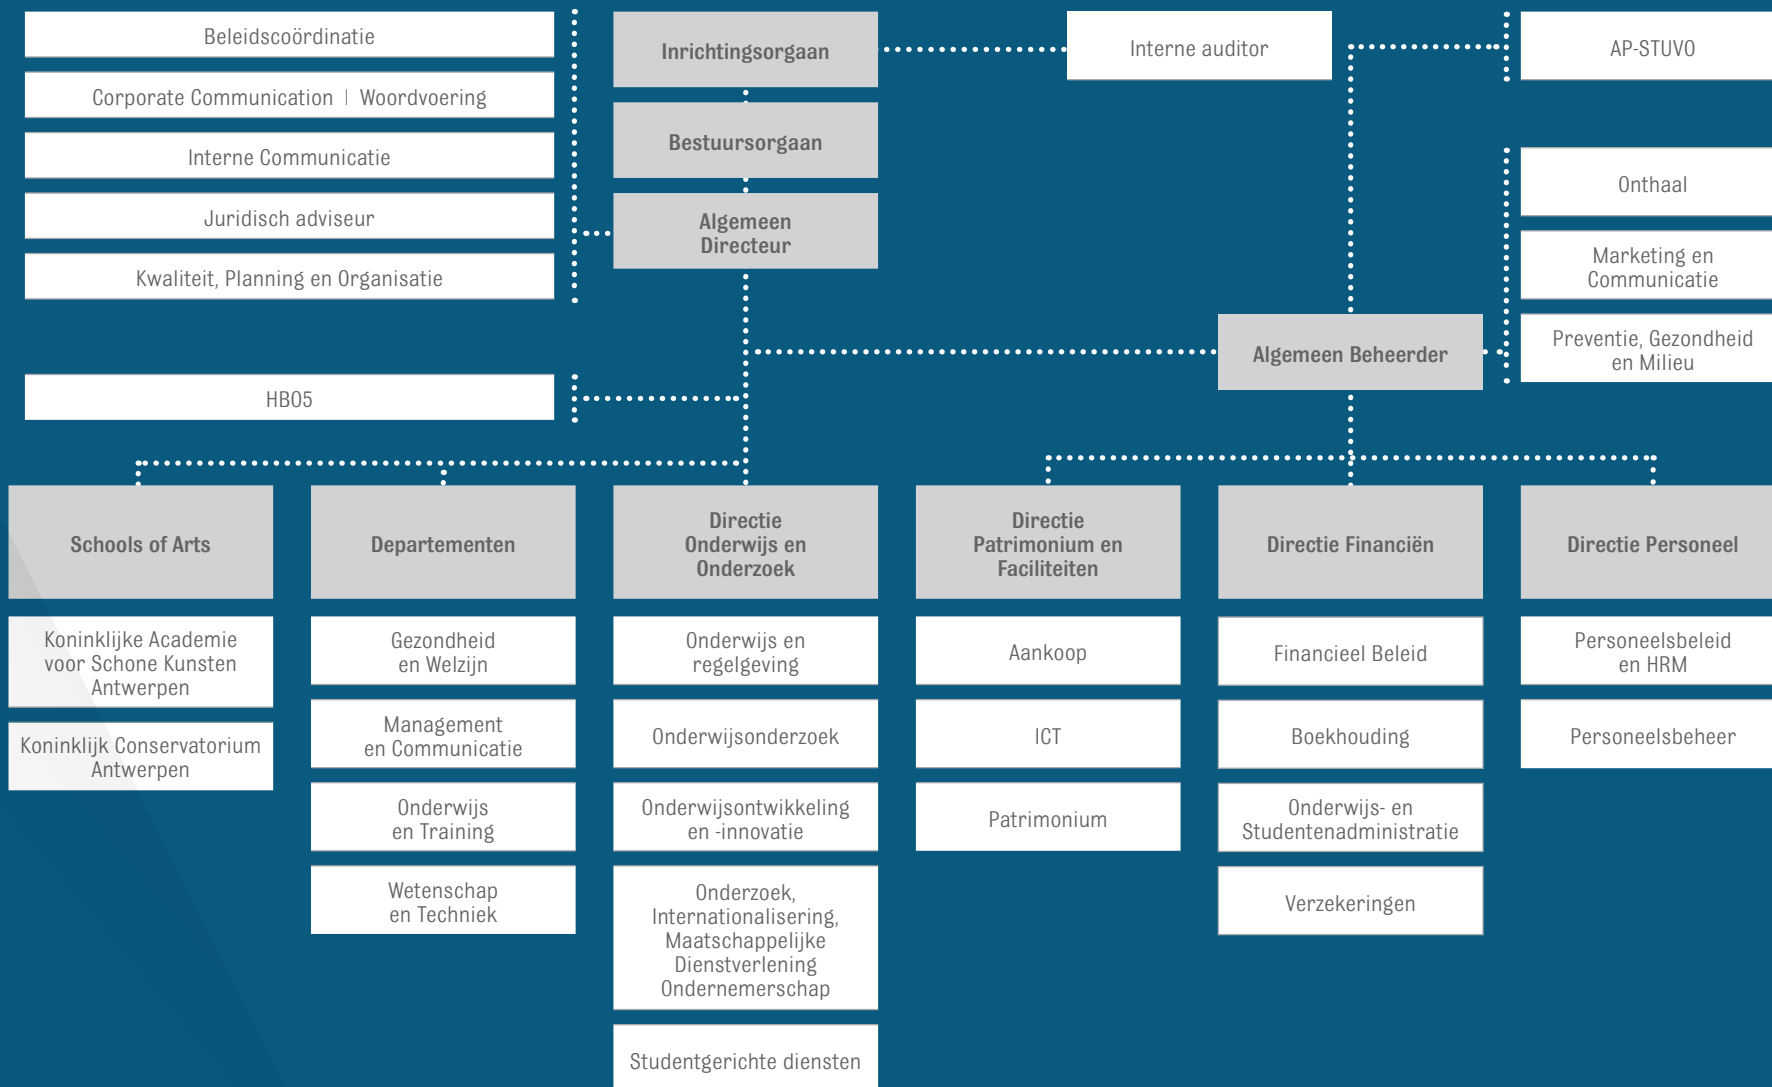 Beleidscoördinatie
Corporate Communication | Woordvoering
Interne Communicatie
Juridisch adviseur
Kwaliteit, Planning en Organisatie
HBO5
Inrichtingsorgaan
Bestuursorgaan
Algemeen
Directeur
Interne auditor
AP-STUVO
Onthaal
Marketing en
Communicatie
Preventie, Gezondheid
en Milieu
Algemeen Beheerder
Schools of Arts
Koninklijke Academie
voor Schone Kunsten
Antwerpen
Koninklijk Conservatorium
Antwerpen
Departementen
Gezondheid
en Welzijn
Management
en Communicatie
Onderwijs
en Training
Wetenschap
en Techniek
Directie
Onderwijs en
Onderzoek
Onderwijs en
regelgeving
Onderwijsonderzoek
Onderwijsontwikkeling
en -innovatie
Onderzoek,
Internationalisering,
Maatschappelijke
Dienstverlening
Ondernemerschap
Studentgerichte diensten
Directie
Patrimonium en
Faciliteiten
Aankoop
ICT
Patrimonium
Directie Financiën
Financieel Beleid
Boekhouding
Onderwijs- en
Studentenadministratie
Verzekeringen
Directie Personeel
Personeelsbeleid
en HRM
Personeelsbeheer